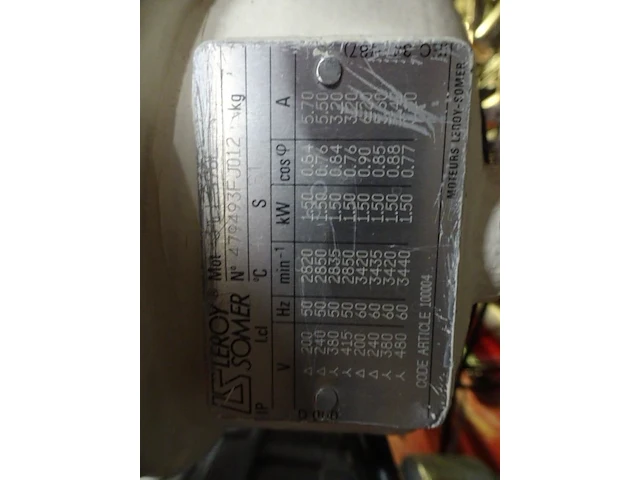 LEROY SOMER
Mot
N° 479493FJ012 kg
IP I.cl °C S
V Hz min⁻¹ kW cos φ A
Δ 200 50 2820 1.50 0.84 5.70
Δ 240 50 2850 1.50 0.76 5.50
⅄ 380 50 2835 1.50 0.84 3.20
⅄ 415 50 2850 1.50 0.76
Δ 200 60 3420 1.50 0.90
Δ 240 60 3435 1.50 0.85
⅄ 380 60 3420 1.50 0.88
⅄ 480 60 3440 1.50 0.77
CODE ARTICLE 100004
MOTEURS LEROY-SOMER